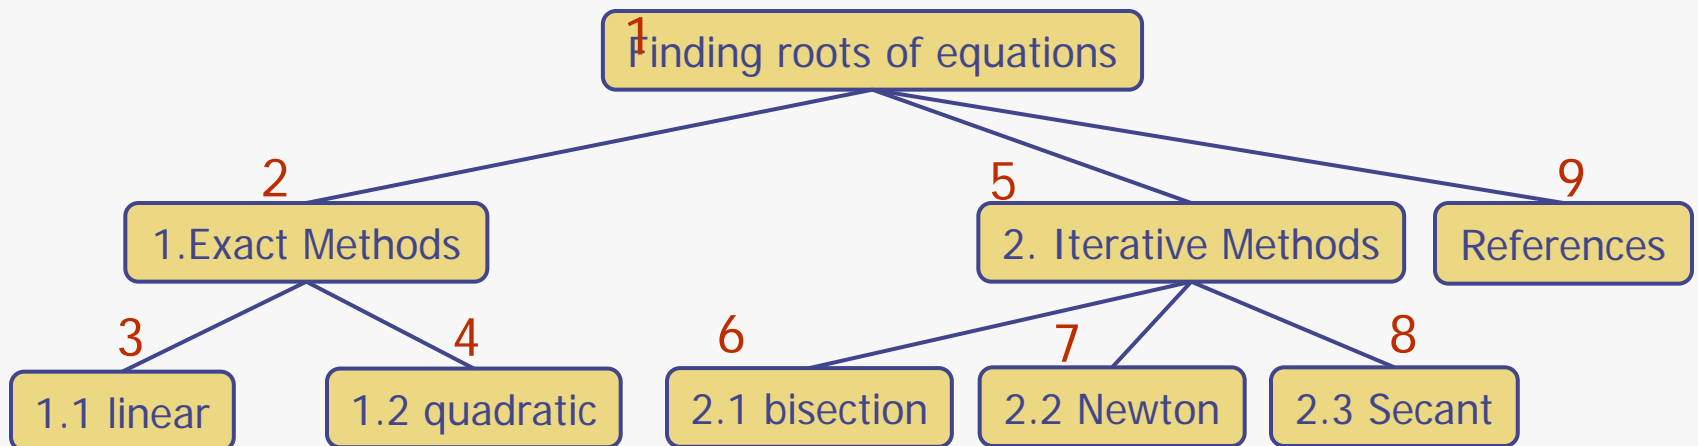 1
Finding roots of equations
2
5
9
1.Exact Methods
2. Iterative Methods
References
3
4
6
7
8
1.1 linear
1.2 quadratic
2.1 bisection
2.2 Newton
2.3 Secant